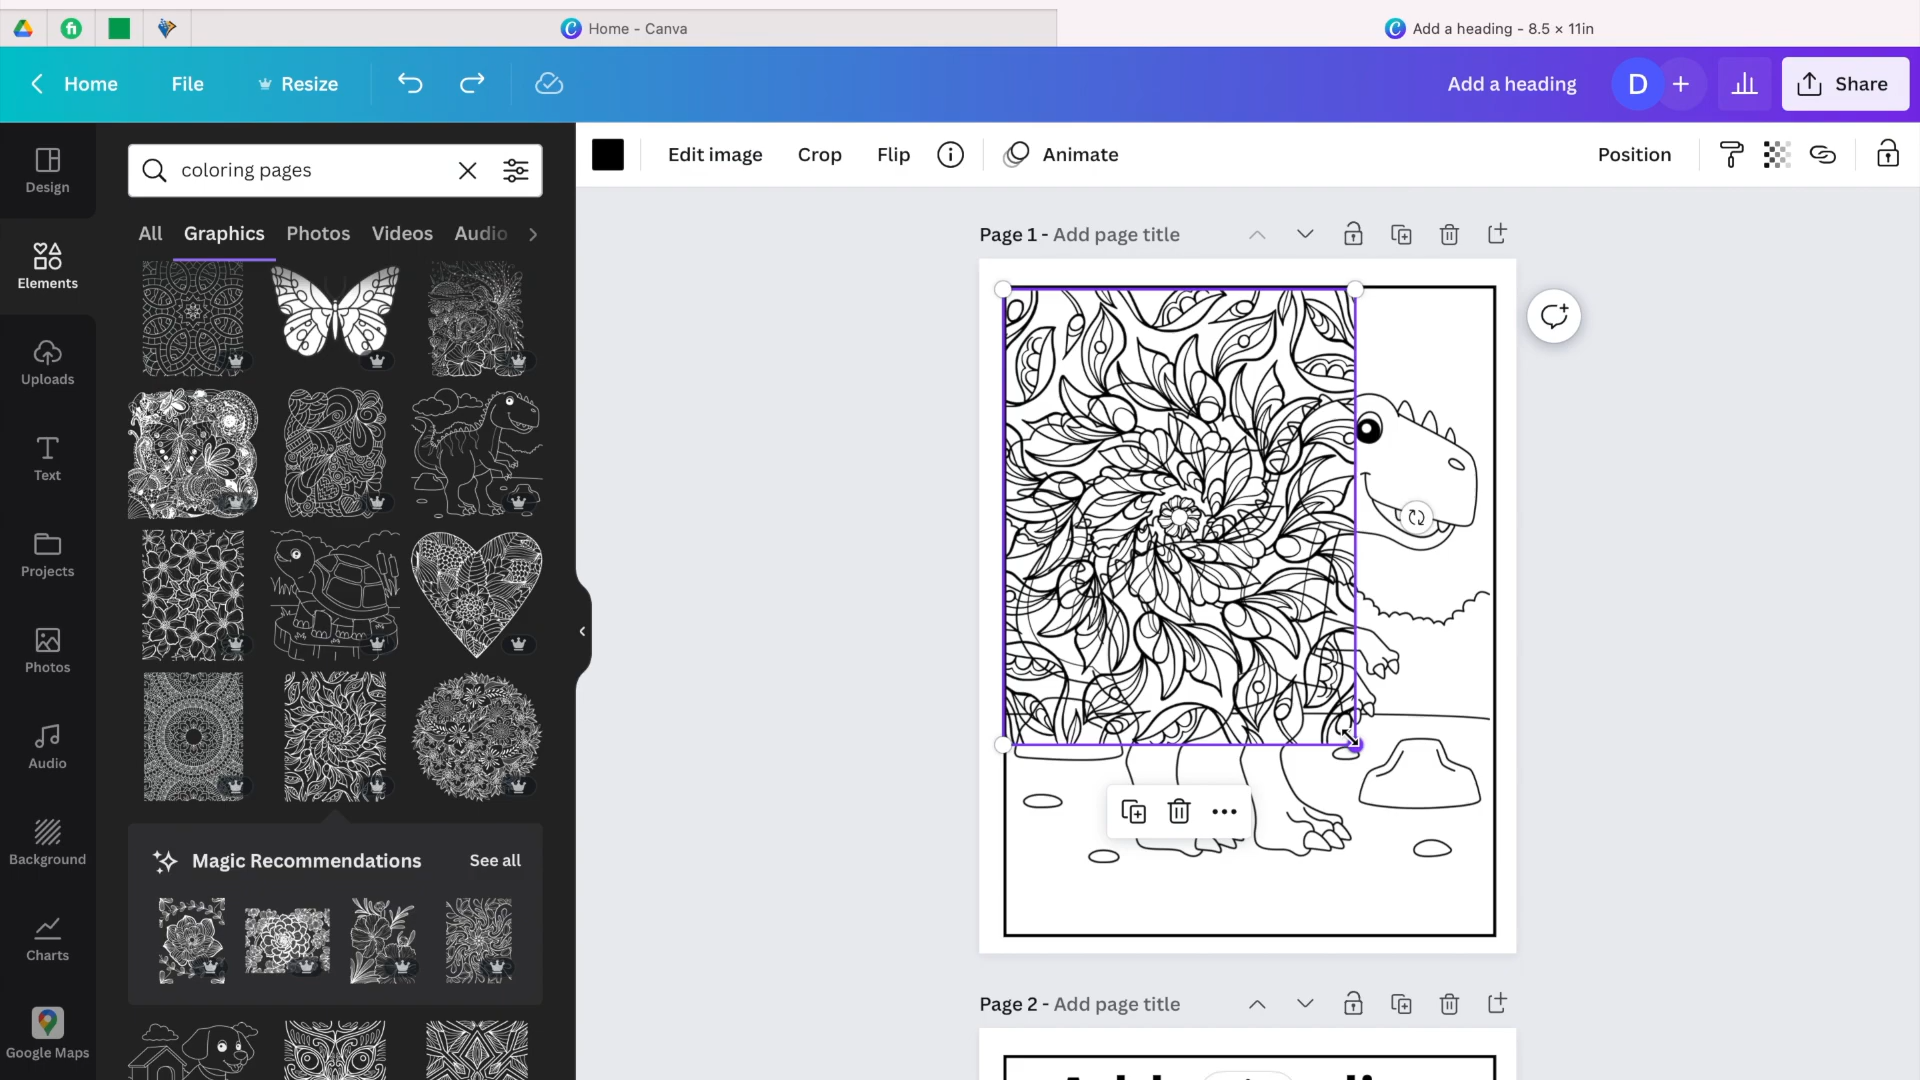 Home - Canva
Add a heading - 8.5 × 11in
Home
File
Resize
Add a heading
D
Share
Design
Elements
Uploads
Text
Projects
Photos
Audio
Background
Charts
Google Maps
coloring pages
All Graphics Photos Videos Audio
Magic Recommendations
See all
Edit image
Crop
Flip
Animate
Position
Page 1 - Add page title
Page 2 - Add page title